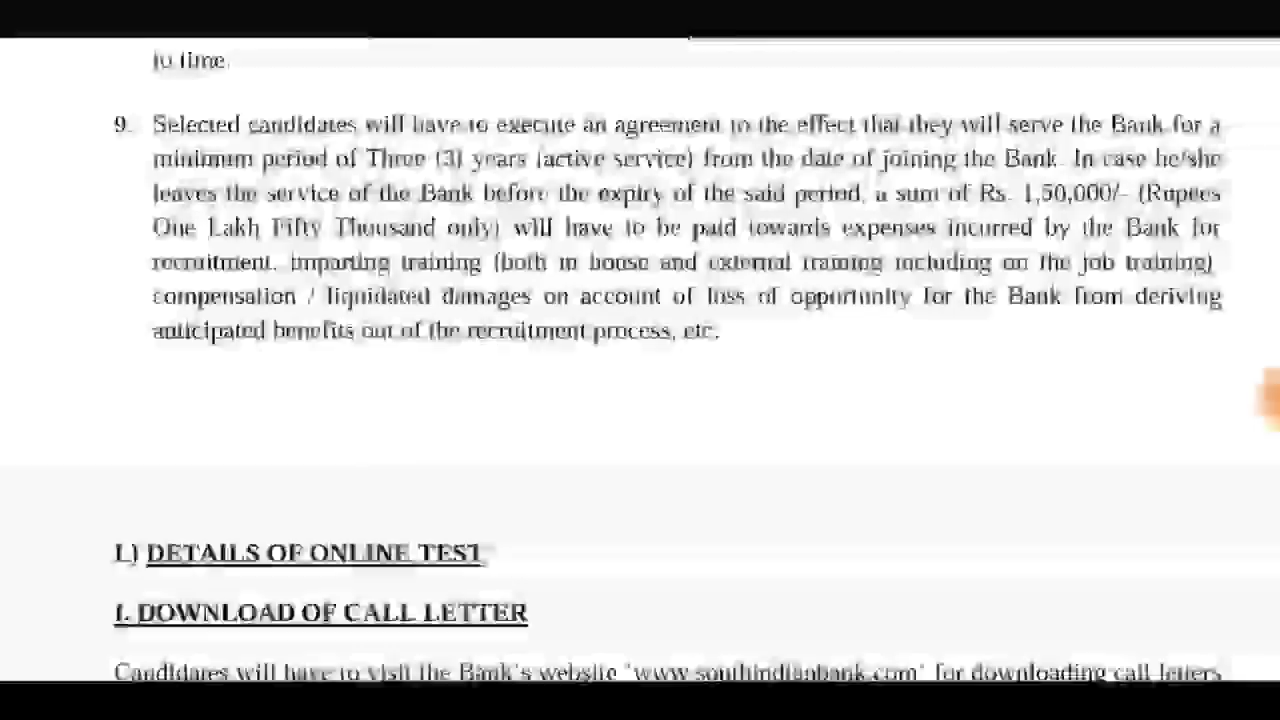 to time.
9. Selected candidates will have to execute an agreement to the effect that they will serve the Bank for a
minimum period of Three (3) years (active service) from the date of joining the Bank. In case he/she
leaves the service of the Bank before the expiry of the said period, a sum of Rs. 1,50,000/- (Rupees
One Lakh Fifty Thousand only) will have to be paid towards expenses incurred by the Bank for
recruitment, imparting training (both in house and external training including on the job training),
compensation / liquidated damages on account of loss of opportunity for the Bank from deriving
anticipated benefits out of the recruitment process, etc.
L) DETAILS OF ONLINE TEST
I. DOWNLOAD OF CALL LETTER
Candidates will have to visit the Bank's website 'www.southindianbank.com' for downloading call letters